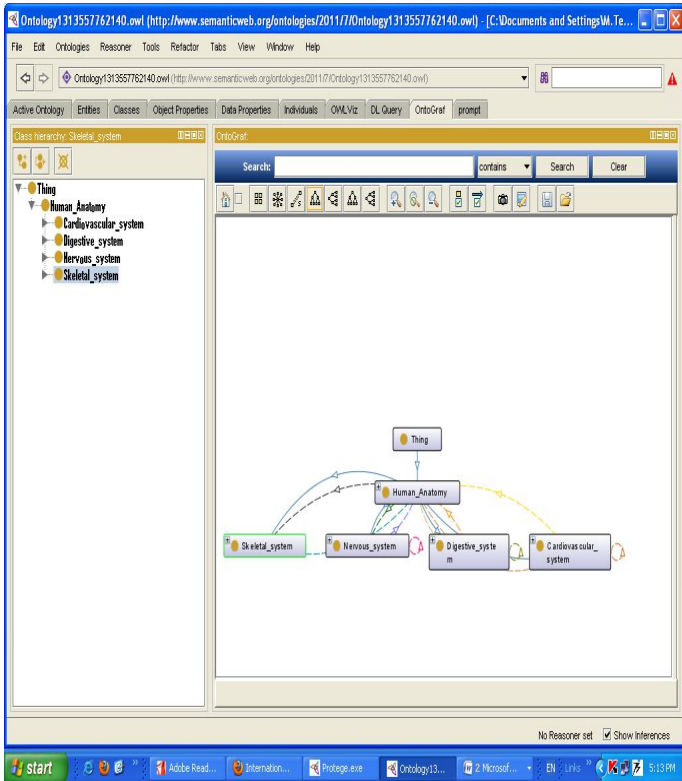 Ontology1313557762140.owl (http://www.semanticweb.org/ontologies/2011/7/Ontology1313557762140.owl) - [C:\Documents and Settings\M. Te...
File Edit Ontologies Reasoner Tools Refactor Tabs View Window Help
Ontology1313557762140.owl (http://www.semanticweb.org/ontologies/2011/7/Ontology1313557762140.owl)
Active Ontology Entities Classes Object Properties Data Properties Individuals OWLViz DL Query OntoGraf prompt
Class hierarchy: Skeletal_system
OntoGraf:
Search: contains Search Clear
Thing
Human_Anatomy
Cardiovascular_system
Digestive_system
Nervous_system
Skeletal_system
Thing
Human_Anatomy
Skeletal_system
Nervous_system
Digestive_syste
m
Cardiovascular_
system
No Reasoner set Show Inferences
start Adobe Read... Internation... Protege.exe Ontology13... 2 Microsof... EN Links 5:13 PM